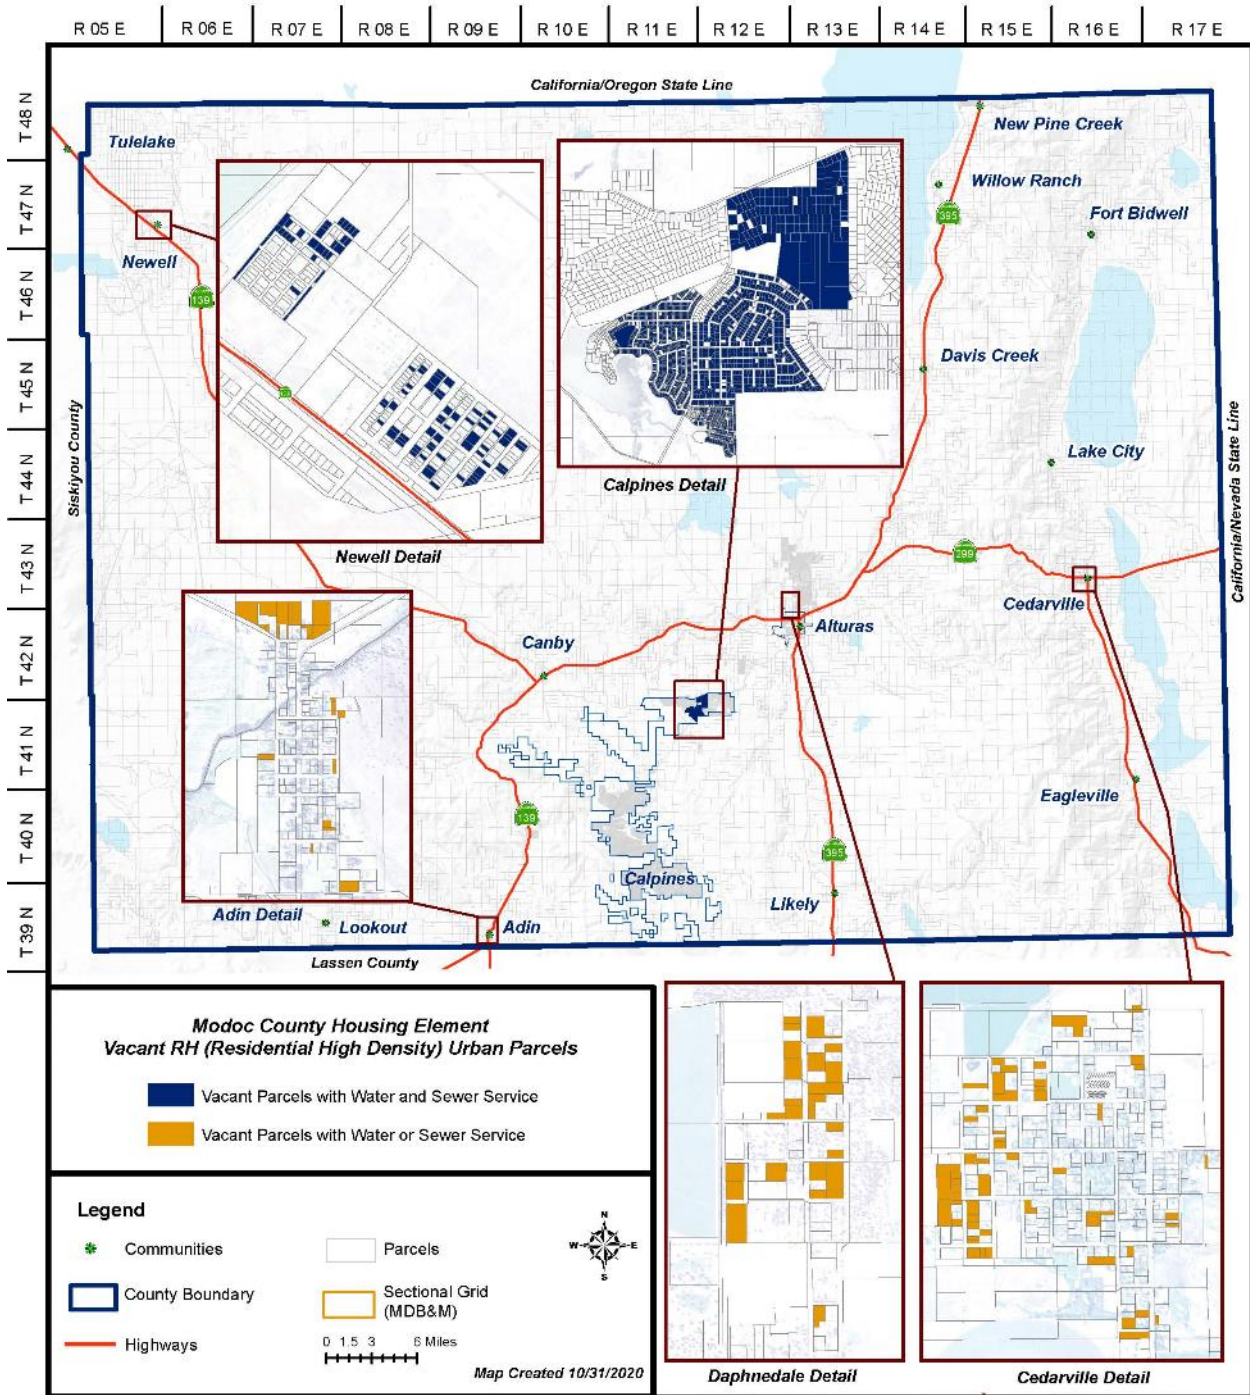 R 05 E
R 06 E
R 07 E
R 08 E
R 09 E
R 10 E
R 11 E
R 12 E
R 13 E
R 14 E
R 15 E
R 16 E
R 17 E
T 48 N
T 47 N
T 46 N
T 45 N
T 44 N
T 43 N
T 42 N
T 41 N
T 40 N
T 39 N
California/Oregon State Line
Tulelake
New Pine Creek
Willow Ranch
395
Fort Bidwell
Newell
139
Davis Creek
Siskiyou County
California/Nevada State Line
Lake City
Calpines Detail
Newell Detail
299
Cedarville
Alturas
Canby
Eagleville
139
395
Calpines
Likely
Adin Detail
Lookout
Adin
Lassen County
Modoc County Housing Element
Vacant RH (Residential High Density) Urban Parcels
Vacant Parcels with Water and Sewer Service
Vacant Parcels with Water or Sewer Service
Legend
Communities
Parcels
County Boundary
Sectional Grid
(MDB&M)
Highways
0 1.5 3 6 Miles
N
W
E
S
Map Created 10/31/2020
Daphnedale Detail
Cedarville Detail